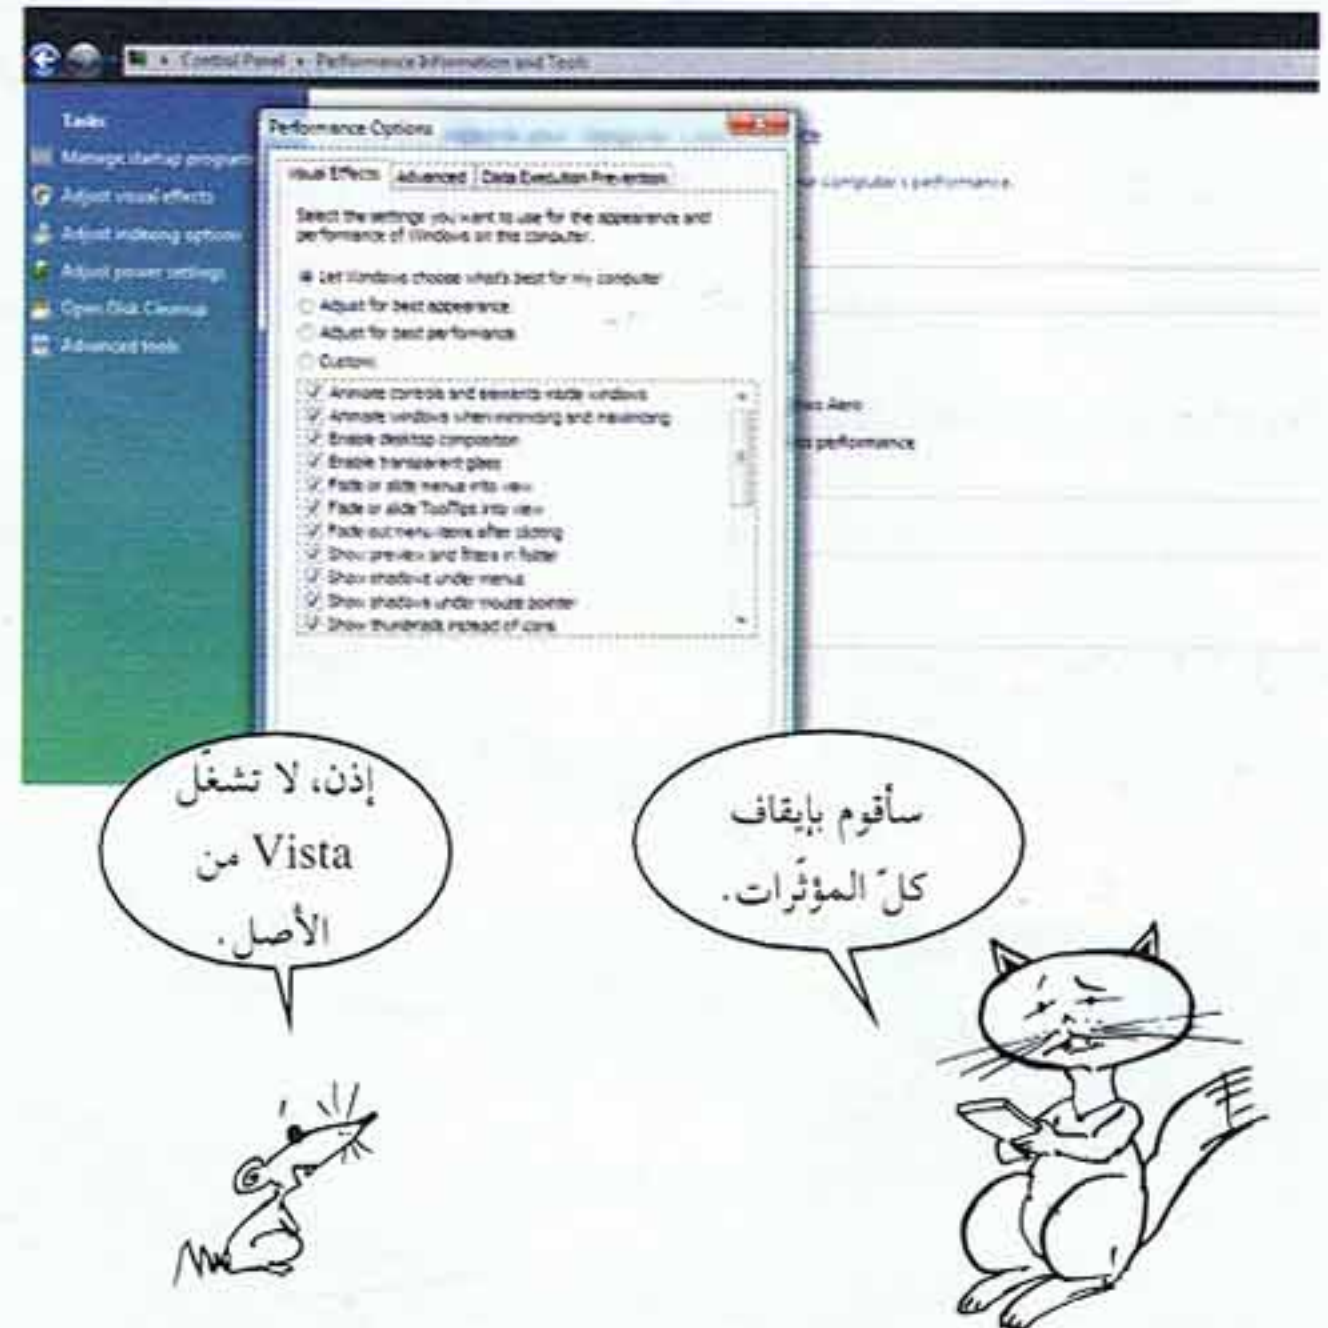 Control Panel ▸ Performance Information and Tools
Tasks
Manage startup programs
Adjust visual effects
Adjust indexing options
Adjust power settings
Open Disk Cleanup
Advanced tools
Performance Options
Visual Effects Advanced Data Execution Prevention
Select the settings you want to use for the appearance and
performance of Windows on this computer.
Let Windows choose what's best for my computer
Adjust for best appearance
Adjust for best performance
Custom:
Animate controls and elements inside windows
Animate windows when minimizing and maximizing
Enable desktop composition
Enable transparent glass
Fade or slide menus into view
Fade or slide ToolTips into view
Fade out menu items after clicking
Show preview and filters in folder
Show shadows under menus
Show shadows under mouse pointer
Show thumbnails instead of icons
computer's performance.
Aero
performance
سأقوم بإيقاف
كلّ المؤثّرات.
إذن، لا تشغّل
Vista من
الأصل.